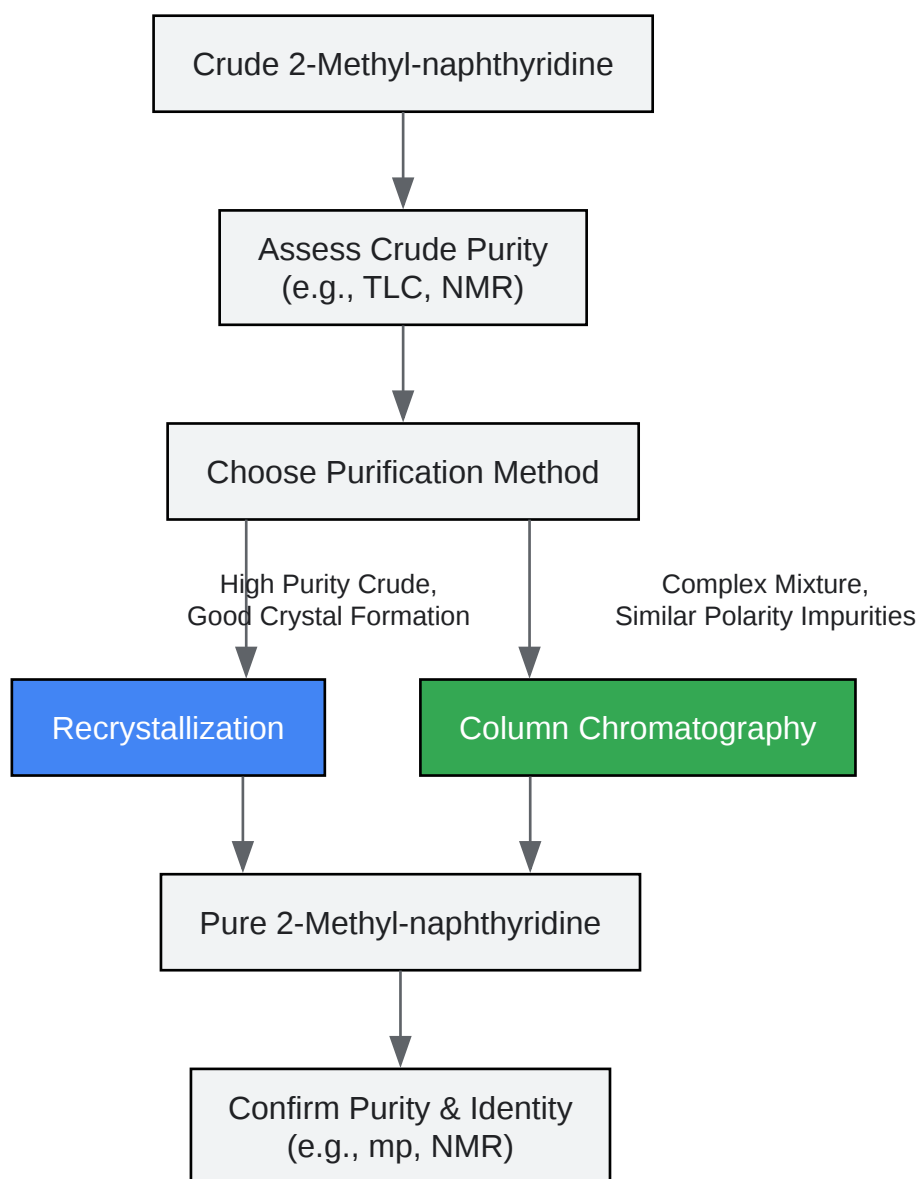 Crude 2-Methyl-naphthyridine
Assess Crude Purity
(e.g., TLC, NMR)
Choose Purification Method
High Purity Crude,
Good Crystal Formation
Complex Mixture,
Similar Polarity Impurities
Recrystallization
Column Chromatography
Pure 2-Methyl-naphthyridine
Confirm Purity & Identity
(e.g., mp, NMR)